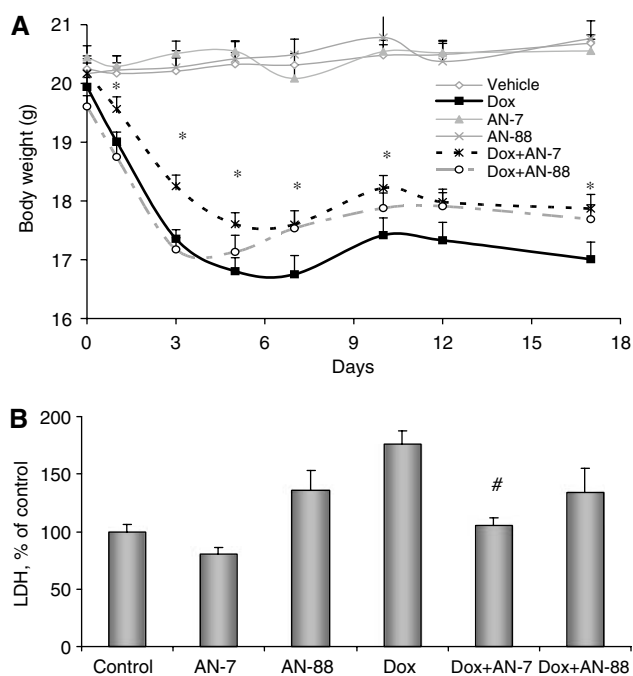 A
21
20
19
18
17
16
Body weight (g)
* * * * * *
Vehicle
Dox
AN-7
AN-88
Dox+AN-7
Dox+AN-88
0 3 6 9 12 15 18
Days
B
200
150
100
50
0
LDH, % of control
#
Control AN-7 AN-88 Dox Dox+AN-7 Dox+AN-88